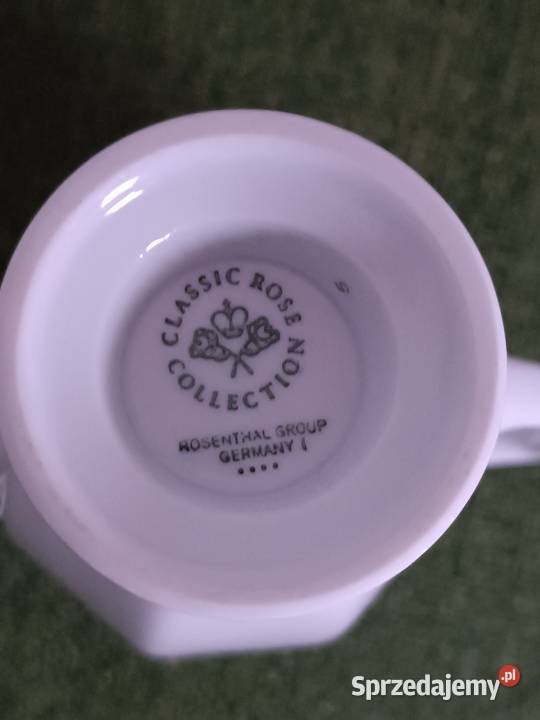 CLASSIC ROSE
COLLECTION
ROSENTHAL GROUP
GERMANY
Sprzedajemy.pl